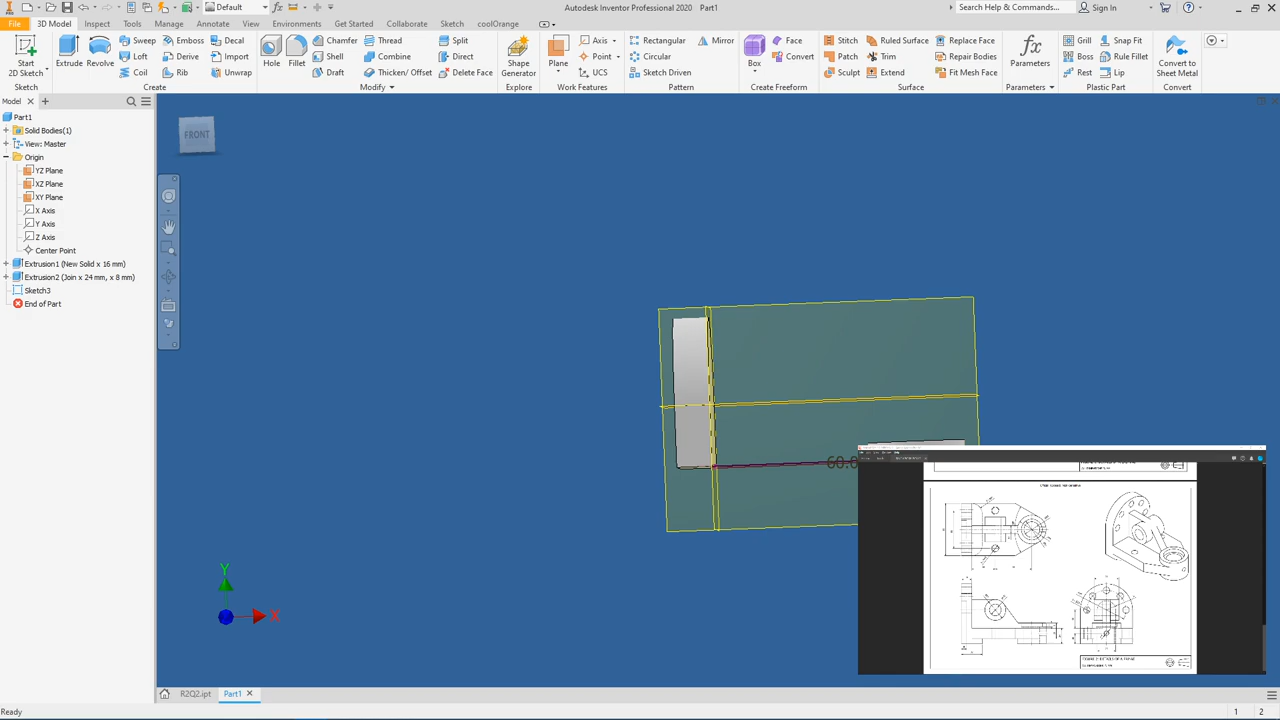 Default
Autodesk Inventor Professional 2020 Part1
Search Help & Commands...
Sign In
File
3D Model
Inspect
Tools
Manage
Annotate
View
Environments
Get Started
Collaborate
Sketch
coolOrange
Start
2D Sketch
Sketch
Extrude
Revolve
Sweep
Loft
Coil
Emboss
Derive
Rib
Decal
Import
Unwrap
Create
Hole
Fillet
Chamfer
Shell
Draft
Thread
Combine
Thicken/ Offset
Split
Direct
Delete Face
Modify
Shape
Generator
Explore
Plane
Axis
Point
UCS
Work Features
Rectangular
Circular
Sketch Driven
Mirror
Pattern
Box
Face
Convert
Create Freeform
Stitch
Patch
Sculpt
Ruled Surface
Trim
Extend
Replace Face
Repair Bodies
Fit Mesh Face
Surface
Parameters
Parameters
Grill
Boss
Rest
Snap Fit
Rule Fillet
Lip
Plastic Part
Convert to
Sheet Metal
Convert
Model
Part1
Solid Bodies(1)
View: Master
Origin
YZ Plane
XZ Plane
XY Plane
X Axis
Y Axis
Z Axis
Center Point
Extrusion1 (New Solid x 16 mm)
Extrusion2 (Join x 24 mm, x 8 mm)
Sketch3
End of Part
FRONT
Y
X
R2Q2.ipt
Part1
Ready
1
2